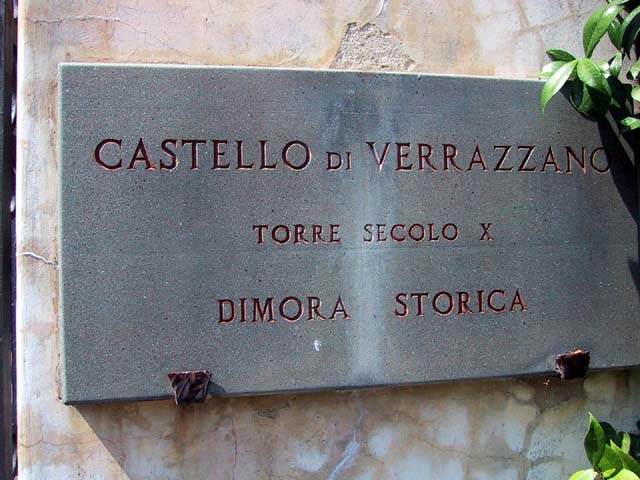 CASTELLO DI VERRAZZANO
TORRE SECOLO X
DIMORA STORICA